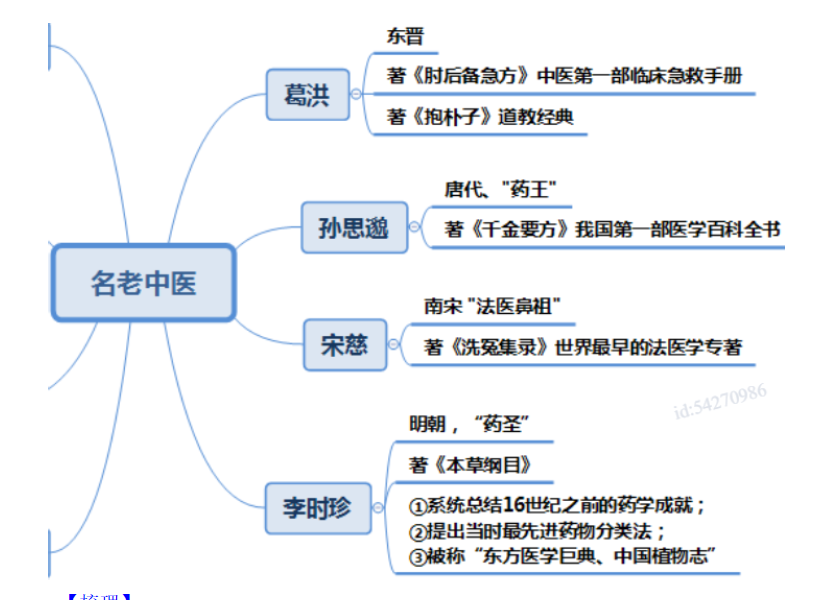 东晋
葛洪
著《肘后备急方》中医第一部临床急救手册
著《抱朴子》道教经典
唐代、"药王"
孙思邈
著《千金要方》我国第一部医学百科全书
名老中医
南宋 "法医鼻祖"
宋慈
著《洗冤集录》世界最早的法医学专著
id:54270986
明朝，“药圣”
著《本草纲目》
李时珍
①系统总结16世纪之前的药学成就；
②提出当时最先进药物分类法；
③被称“东方医学巨典、中国植物志”